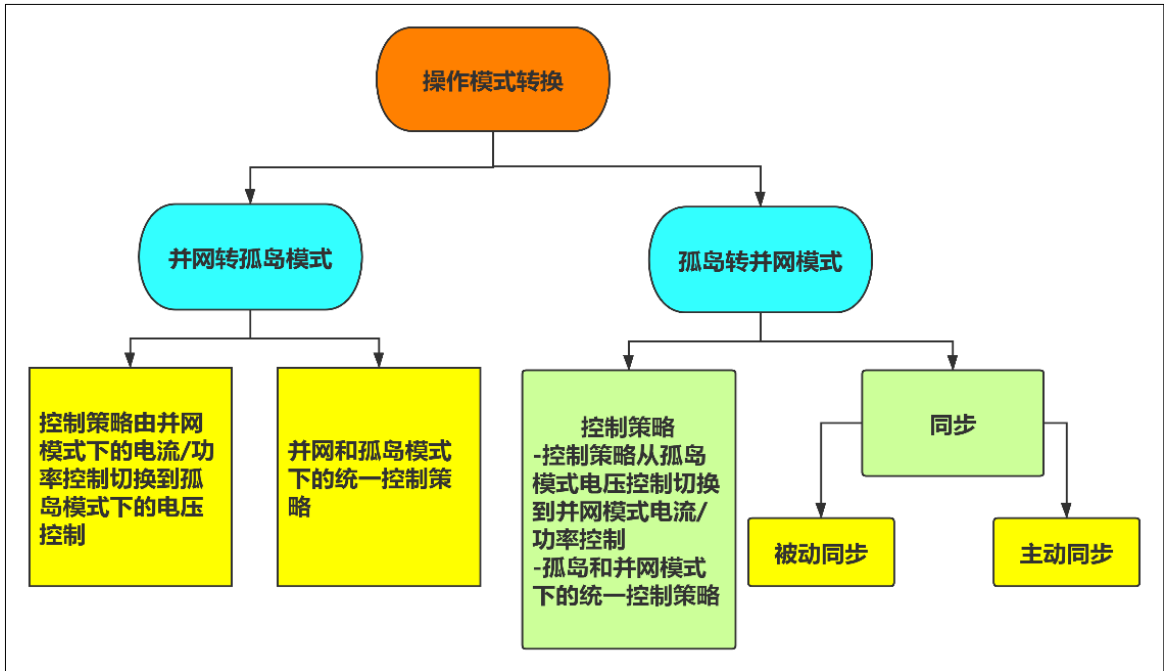 操作模式转换
并网转孤岛模式
孤岛转并网模式
控制策略由并网
模式下的电流/功
率控制切换到孤
岛模式下的电压
控制
并网和孤岛模式
下的统一控制策
略
控制策略
-控制策略从孤岛
模式电压控制切换
到并网模式电流/
功率控制
-孤岛和并网模式
下的统一控制策略
同步
被动同步
主动同步